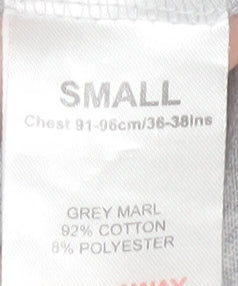 SMALL
Chest 91-96cm/36-38ins
GREY MARL
92% COTTON
8% POLYESTER